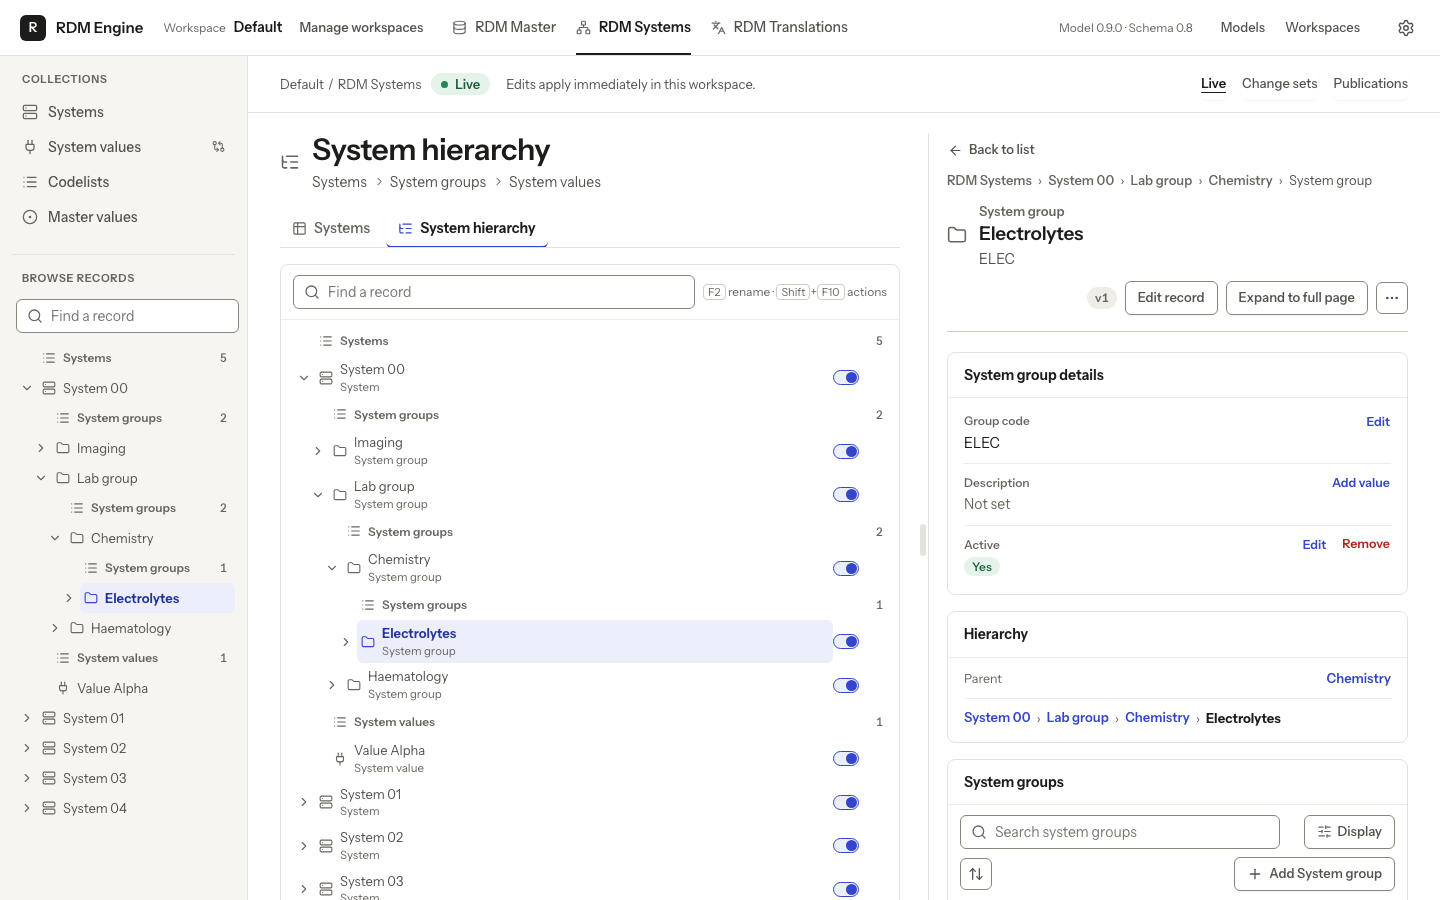 R RDM Engine Workspace Default Manage workspaces RDM Master RDM Systems RDM Translations Model 0.9.0 · Schema 0.8 Models Workspaces
COLLECTIONS
Systems
System values
Codelists
Master values
BROWSE RECORDS
Find a record
Systems 5
System 00
System groups 2
Imaging
Lab group
System groups 2
Chemistry
System groups 1
Electrolytes
Haematology
System values 1
Value Alpha
System 01
System 02
System 03
System 04
Default / RDM Systems Live Edits apply immediately in this workspace. Live Change sets Publications
System hierarchy
Systems > System groups > System values
Systems System hierarchy
Find a record F2 rename · Shift + F10 actions
Systems 5
System 00
System
System groups 2
Imaging
System group
Lab group
System group
System groups 2
Chemistry
System group
System groups 1
Electrolytes
System group
Haematology
System group
System values 1
Value Alpha
System value
System 01
System
System 02
System
System 03
System
Back to list
RDM Systems › System 00 › Lab group › Chemistry › System group
System group
Electrolytes
ELEC
v1 Edit record Expand to full page ...
System group details
Group code Edit
ELEC
Description Add value
Not set
Active Edit Remove
Yes
Hierarchy
Parent Chemistry
System 00 › Lab group › Chemistry › Electrolytes
System groups
Search system groups Display
Add System group